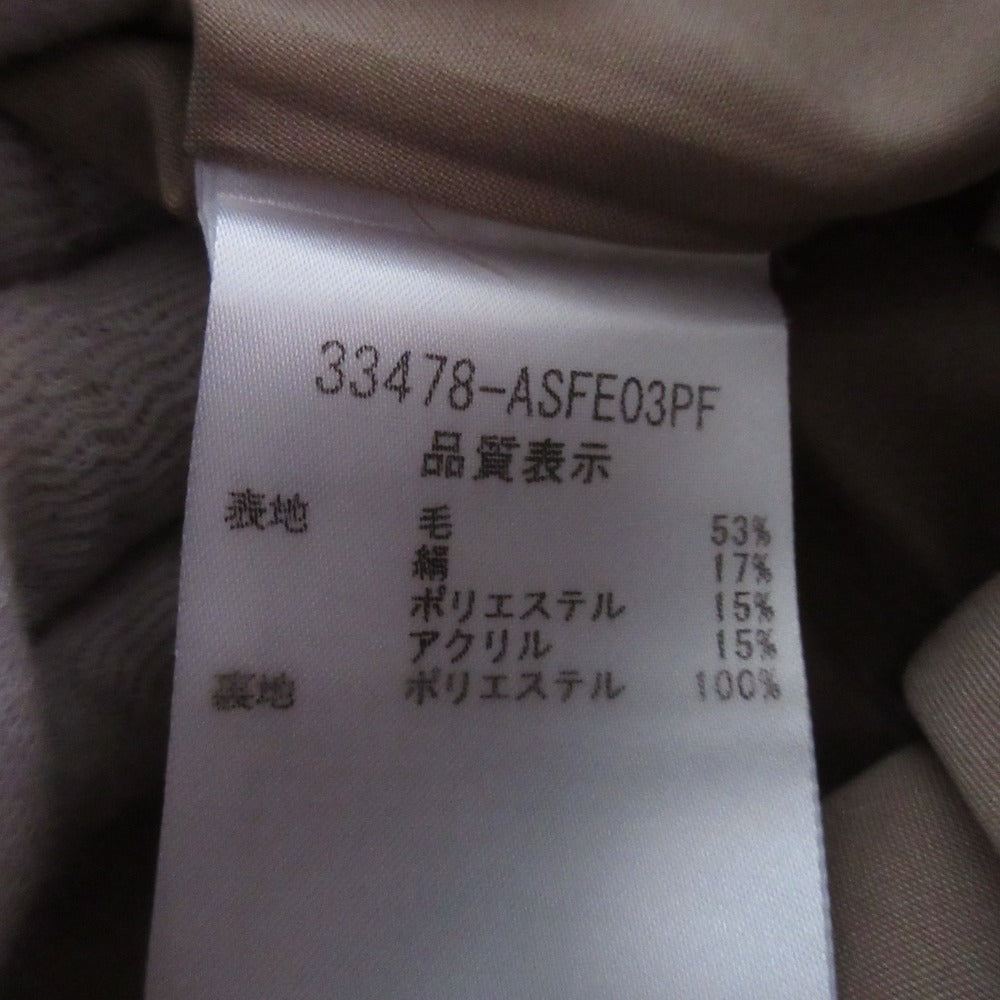 33478-ASFE03PF
品質表示
表地 毛 53%
絹 17%
ポリエステル 15%
アクリル 15%
裏地 ポリエステル 100%